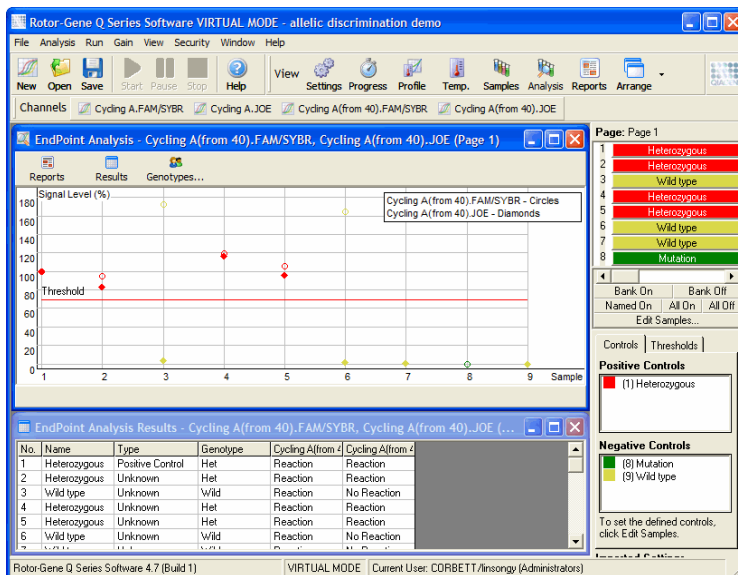 Rotor-Gene Q Series Software VIRTUAL MODE - allelic discrimination demo
File Analysis Run Gain View Security Window Help
New Open Save Start Pause Stop Help View Settings Progress Profile Temp. Samples Analysis Reports Arrange
Channels Cycling A.FAM/SYBR Cycling A.JOE Cycling A(from 40).FAM/SYBR Cycling A(from 40).JOE
EndPoint Analysis - Cycling A(from 40).FAM/SYBR, Cycling A(from 40).JOE (Page 1)
Reports Results Genotypes...
Signal Level (%)
Cycling A(from 40).FAM/SYBR - Circles
Cycling A(from 40).JOE - Diamonds
180
160
140
120
100
80
60
40
20
0
Threshold
1 2 3 4 5 6 7 8 9 Sample
EndPoint Analysis Results - Cycling A(from 40).FAM/SYBR, Cycling A(from 40).JOE (...
No. Name Type Genotype Cycling A(from 4 Cycling A(from 4
1 Heterozygous Positive Control Het Reaction Reaction
2 Heterozygous Unknown Het Reaction Reaction
3 Wild type Unknown Wild Reaction No Reaction
4 Heterozygous Unknown Het Reaction Reaction
5 Heterozygous Unknown Het Reaction Reaction
6 Wild type Unknown Wild Reaction No Reaction
Page: Page 1
1 Heterozygous
2 Heterozygous
3 Wild type
4 Heterozygous
5 Heterozygous
6 Wild type
7 Wild type
8 Mutation
Bank On Bank Off
Named On All On All Off
Edit Samples...
Controls Thresholds
Positive Controls
(1) Heterozygous
Negative Controls
(8) Mutation
(9) Wild type
To set the defined controls,
click Edit Samples.
Rotor-Gene Q Series Software 4.7 (Build 1) VIRTUAL MODE Current User: CORBETT/linsongy (Administrators)